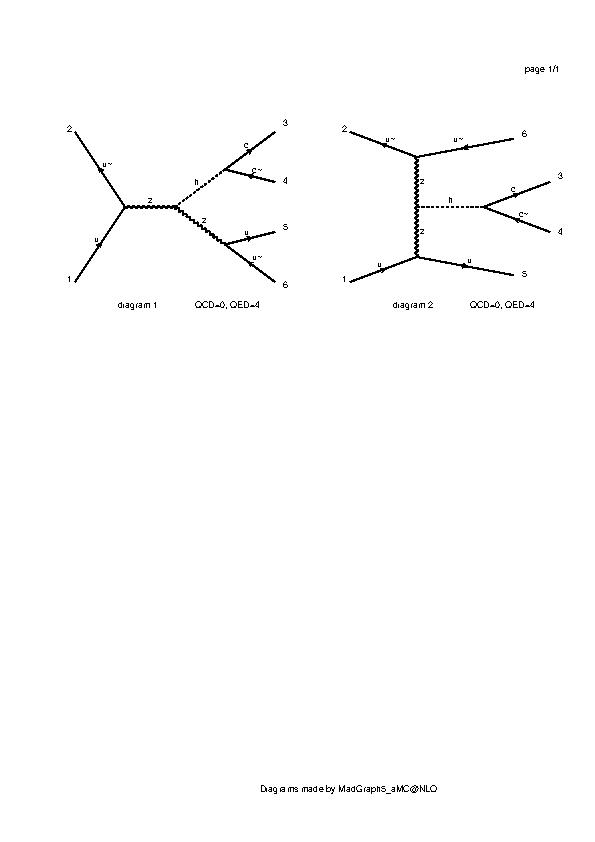 page 1/1
2
u~
u
1
z
h
z
c
c~
u
u~
3
4
5
6
diagram 1 QCD=0, QED=4
2
u~
u~
6
z
h
c
c~
3
4
z
1
u
u
5
diagram 2 QCD=0, QED=4
Diagrams made by MadGraph5_aMC@NLO